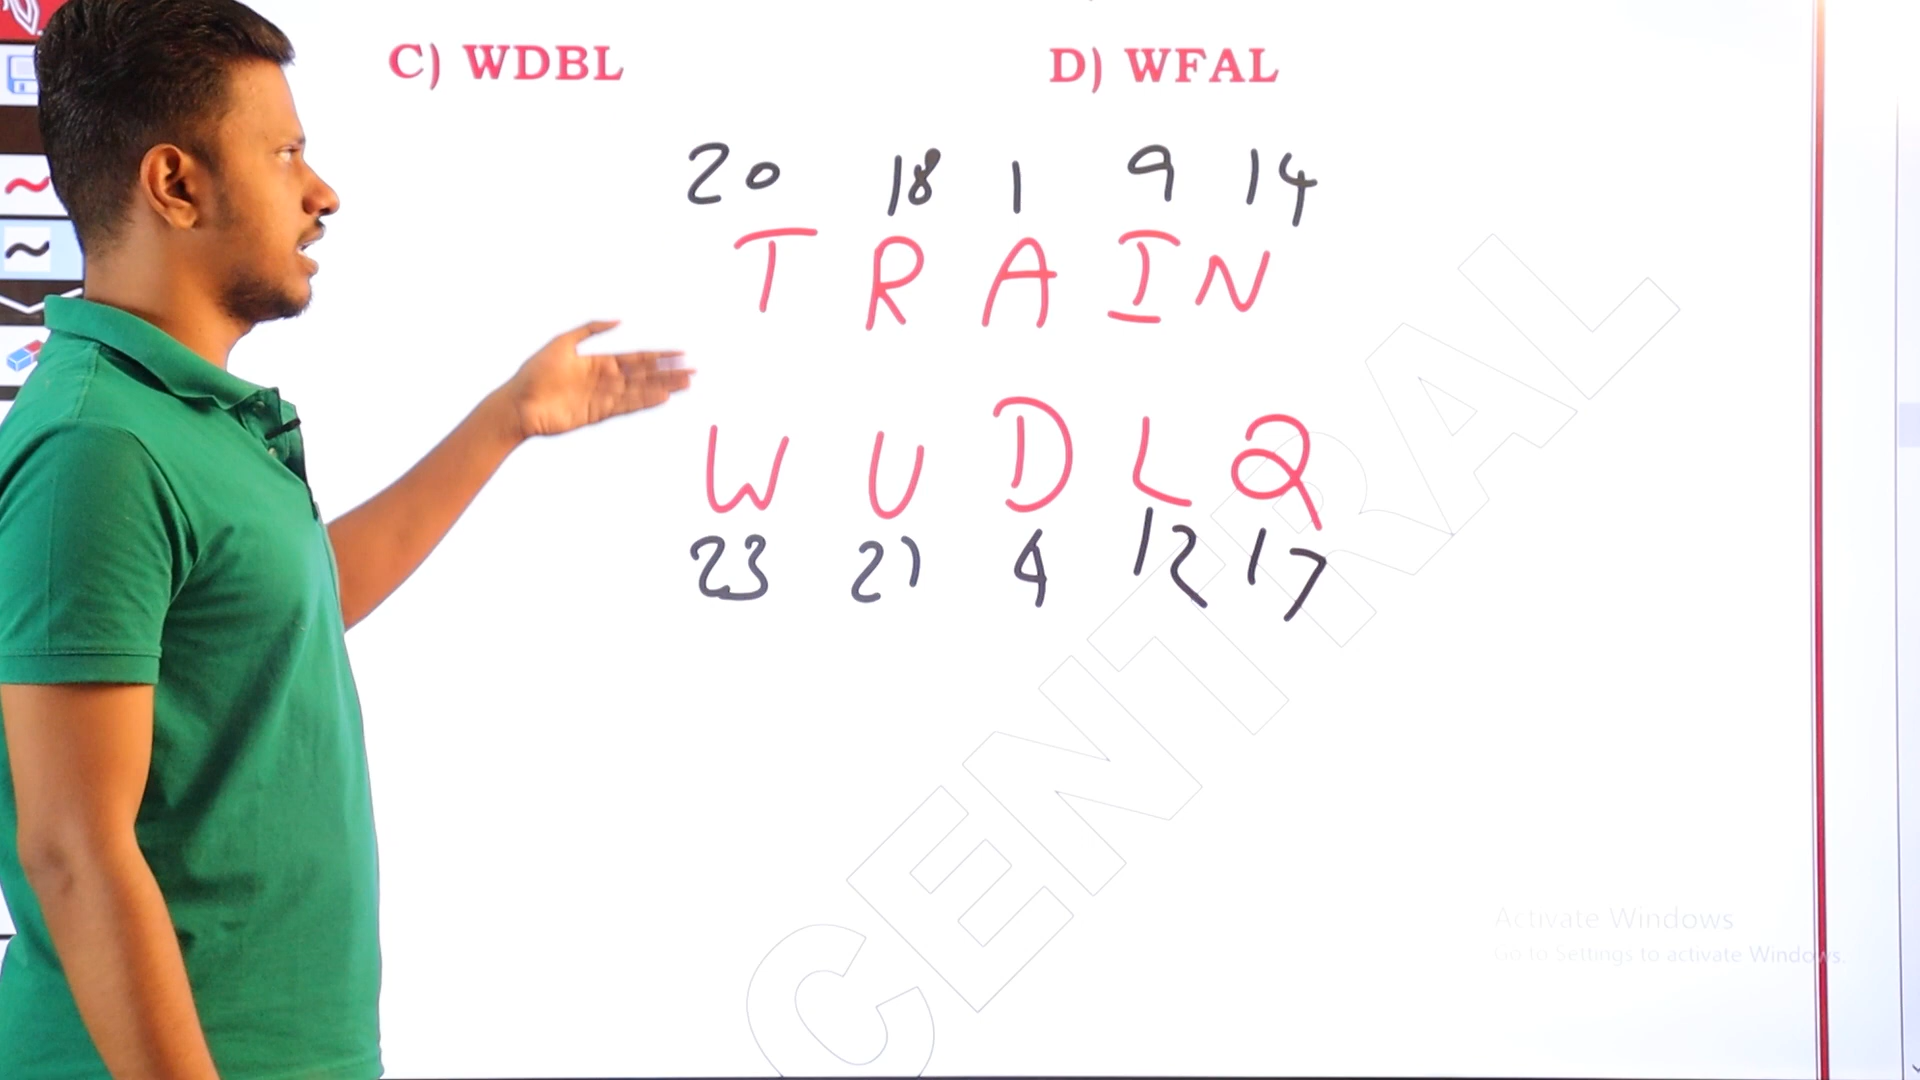 C) WDBL D) WFAL
20 18 1 9 14
T R A I N
W U D L Q
23 21 4 12 17
CENTRAL
Activate Windows
Go to Settings to activate Windows.